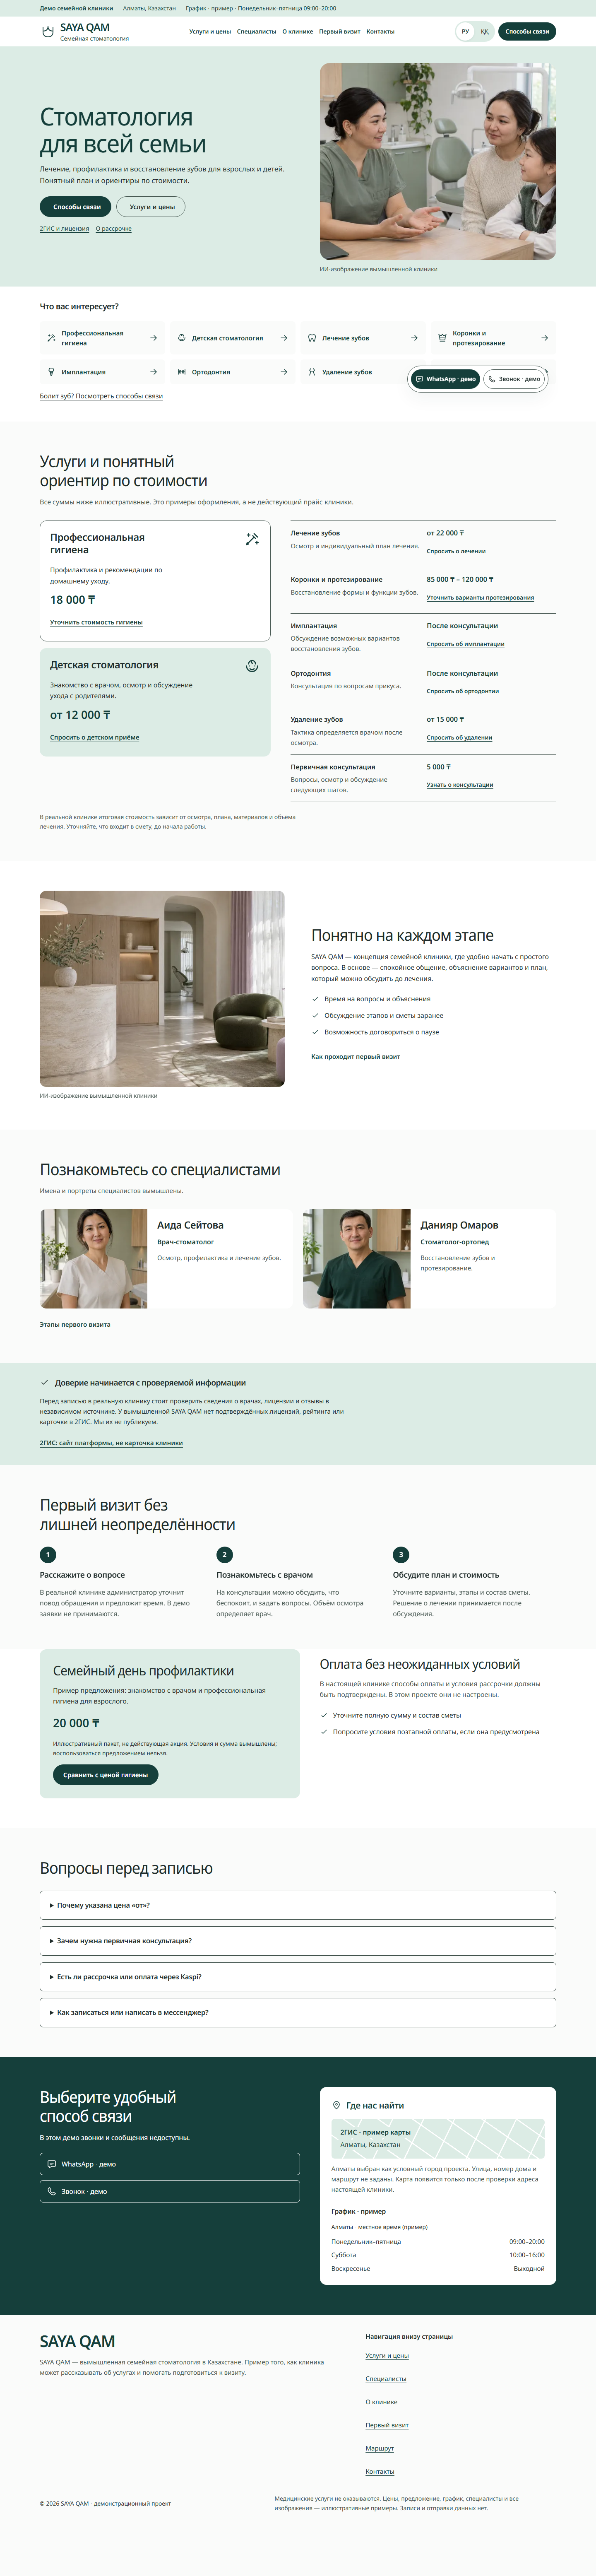 Демо семейной клиники
Алматы, Казахстан
График · пример · Понедельник–пятница 09:00–20:00
SAYA QAM
Семейная стоматология
Услуги и цены
Специалисты
О клинике
Первый визит
Контакты
РУ
ҚҚ
Способы связи
Стоматология
для всей семьи
Лечение, профилактика и восстановление зубов для взрослых и детей.
Понятный план и ориентиры по стоимости.
Способы связи
Услуги и цены
2ГИС и лицензия
О рассрочке
ИИ-изображение вымышленной клиники
Что вас интересует?
Профессиональная
гигиена
Детская стоматология
Лечение зубов
Коронки и
протезирование
Имплантация
Ортодонтия
Удаление зубов
WhatsApp · демо
Звонок · демо
Болит зуб? Посмотреть способы связи
Услуги и понятный
ориентир по стоимости
Все суммы ниже иллюстративные. Это примеры оформления, а не действующий прайс клиники.
Профессиональная
гигиена
Профилактика и рекомендации по
домашнему уходу.
18 000 ₸
Уточнить стоимость гигиены
Детская стоматология
Знакомство с врачом, осмотр и обсуждение
ухода с родителями.
от 12 000 ₸
Спросить о детском приёме
Лечение зубов
от 22 000 ₸
Осмотр и индивидуальный план лечения.
Спросить о лечении
Коронки и протезирование
85 000 ₸ – 120 000 ₸
Восстановление формы и функции зубов.
Уточнить варианты протезирования
Имплантация
После консультации
Обсуждение возможных вариантов
восстановления зубов.
Спросить об имплантации
Ортодонтия
После консультации
Консультация по вопросам прикуса.
Спросить об ортодонтии
Удаление зубов
от 15 000 ₸
Тактика определяется врачом после
осмотра.
Спросить об удалении
Первичная консультация
5 000 ₸
Вопросы, осмотр и обсуждение
следующих шагов.
Узнать о консультации
В реальной клинике итоговая стоимость зависит от осмотра, плана, материалов и объёма
лечения. Уточняйте, что входит в смету, до начала работы.
Понятно на каждом этапе
SAYA QAM — концепция семейной клиники, где удобно начать с простого
вопроса. В основе — спокойное общение, объяснение вариантов и план,
который можно обсудить до лечения.
Время на вопросы и объяснения
Обсуждение этапов и сметы заранее
Возможность договориться о паузе
Как проходит первый визит
ИИ-изображение вымышленной клиники
Познакомьтесь со специалистами
Имена и портреты специалистов вымышлены.
Аида Сейтова
Врач-стоматолог
Осмотр, профилактика и лечение зубов.
Данияр Омаров
Стоматолог-ортопед
Восстановление зубов и
протезирование.
Этапы первого визита
Доверие начинается с проверяемой информации
Перед записью в реальную клинику стоит проверить сведения о врачах, лицензии и отзывы в
независимом источнике. У вымышленной SAYA QAM нет подтверждённых лицензий, рейтинга или
карточки в 2ГИС. Мы их не публикуем.
2ГИС: сайт платформы, не карточка клиники
Первый визит без
лишней неопределённости
1
2
3
Расскажите о вопросе
Познакомьтесь с врачом
Обсудите план и стоимость
В реальной клинике администратор уточнит
повод обращения и предложит время. В демо
заявки не принимаются.
На консультации можно обсудить, что
беспокоит, и задать вопросы. Объём осмотра
определяет врач.
Уточните варианты, этапы и состав сметы.
Решение о лечении принимается после
обсуждения.
Семейный день профилактики
Пример предложения: знакомство с врачом и профессиональная
гигиена для взрослого.
20 000 ₸
Иллюстративный пакет, не действующая акция. Условия и сумма вымышлены;
воспользоваться предложением нельзя.
Сравнить с ценой гигиены
Оплата без неожиданных условий
В настоящей клинике способы оплаты и условия рассрочки должны
быть подтверждены. В этом проекте они не настроены.
Уточните полную сумму и состав сметы
Попросите условия поэтапной оплаты, если она предусмотрена
Вопросы перед записью
Почему указана цена «от»?
Зачем нужна первичная консультация?
Есть ли рассрочка или оплата через Kaspi?
Как записаться или написать в мессенджер?
Выберите удобный
способ связи
В этом демо звонки и сообщения недоступны.
WhatsApp · демо
Звонок · демо
Где нас найти
2ГИС · пример карты
Алматы, Казахстан
Алматы выбран как условный город проекта. Улица, номер дома и
маршрут не заданы. Карта появится только после проверки адреса
настоящей клиники.
График · пример
Алматы · местное время (пример)
Понедельник–пятница
09:00–20:00
Суббота
10:00–16:00
Воскресенье
Выходной
SAYA QAM
SAYA QAM — вымышленная семейная стоматология в Казахстане. Пример того, как клиника
может рассказывать об услугах и помогать подготовиться к визиту.
Навигация внизу страницы
Услуги и цены
Специалисты
О клинике
Первый визит
Маршрут
Контакты
© 2026 SAYA QAM · демонстрационный проект
Медицинские услуги не оказываются. Цены, предложение, график, специалисты и все
изображения — иллюстративные примеры. Записи и отправки данных нет.